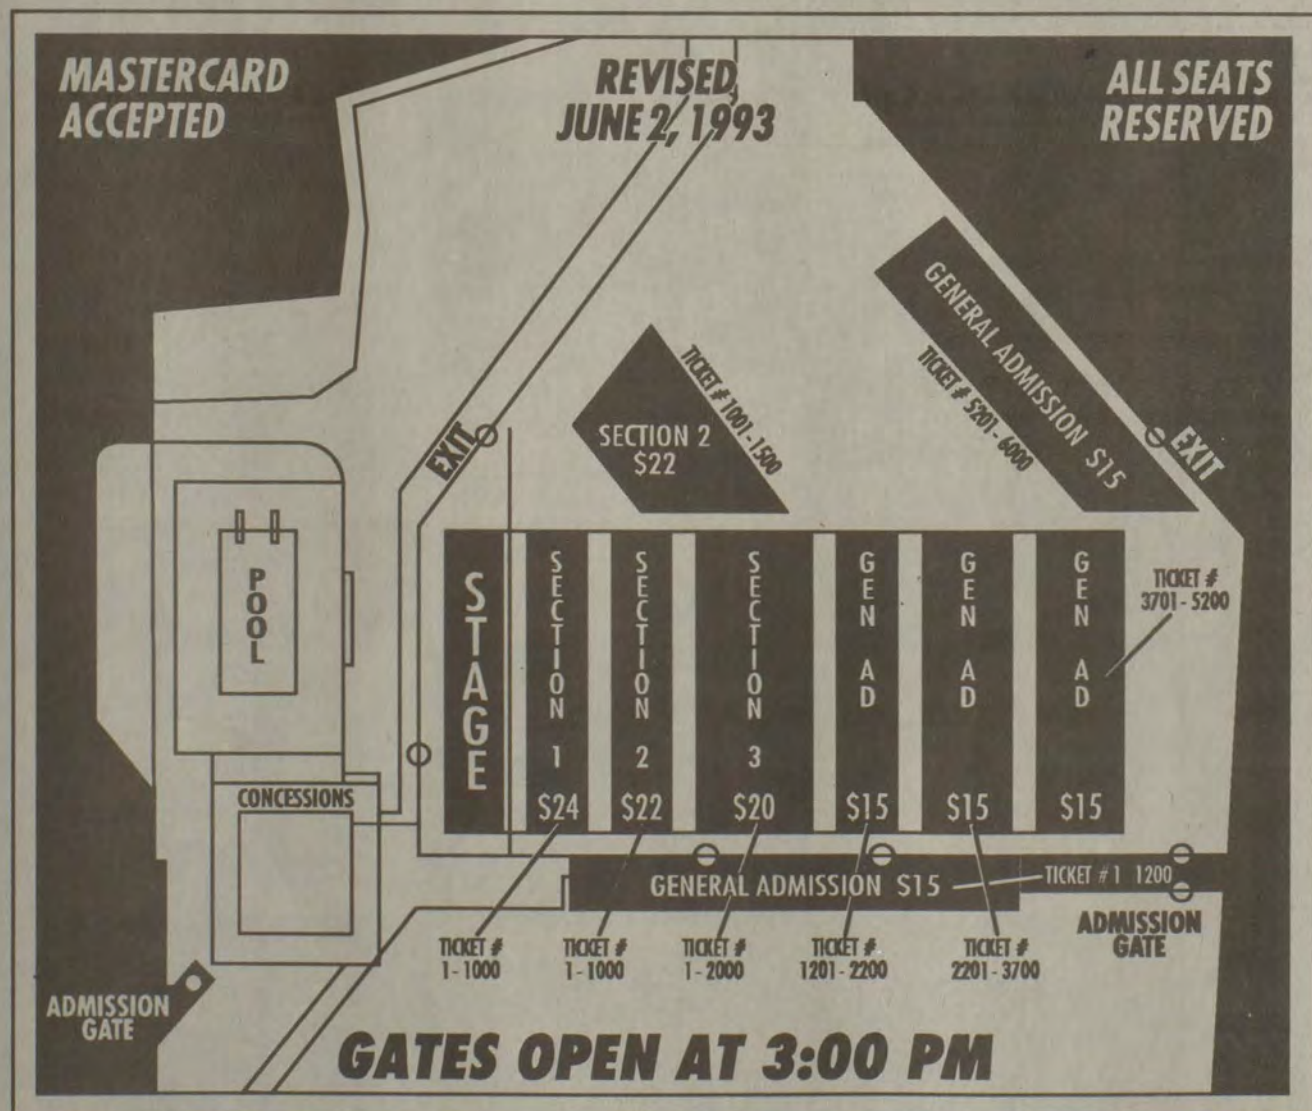 MASTERCARD
ACCEPTED
REVISED
JUNE 2, 1993
ALL SEATS
RESERVED
GENERAL ADMISSION $15
TICKET # 5201 - 6000
EXIT
TICKET # 1001 - 1500
SECTION 2
$22
EXIT
POOL
STAGE
SECTION 1
$24
SECTION 2
$22
SECTION 3
$20
GEN AD
$15
GEN AD
$15
GEN AD
$15
TICKET #
3701 - 5200
CONCESSIONS
GENERAL ADMISSION $15
TICKET # 1 1200
ADMISSION
GATE
TICKET #
1 - 1000
TICKET #
1 - 1000
TICKET #
1 - 2000
TICKET #
1201 - 2200
TICKET #
2201 - 3700
ADMISSION
GATE
GATES OPEN AT 3:00 PM